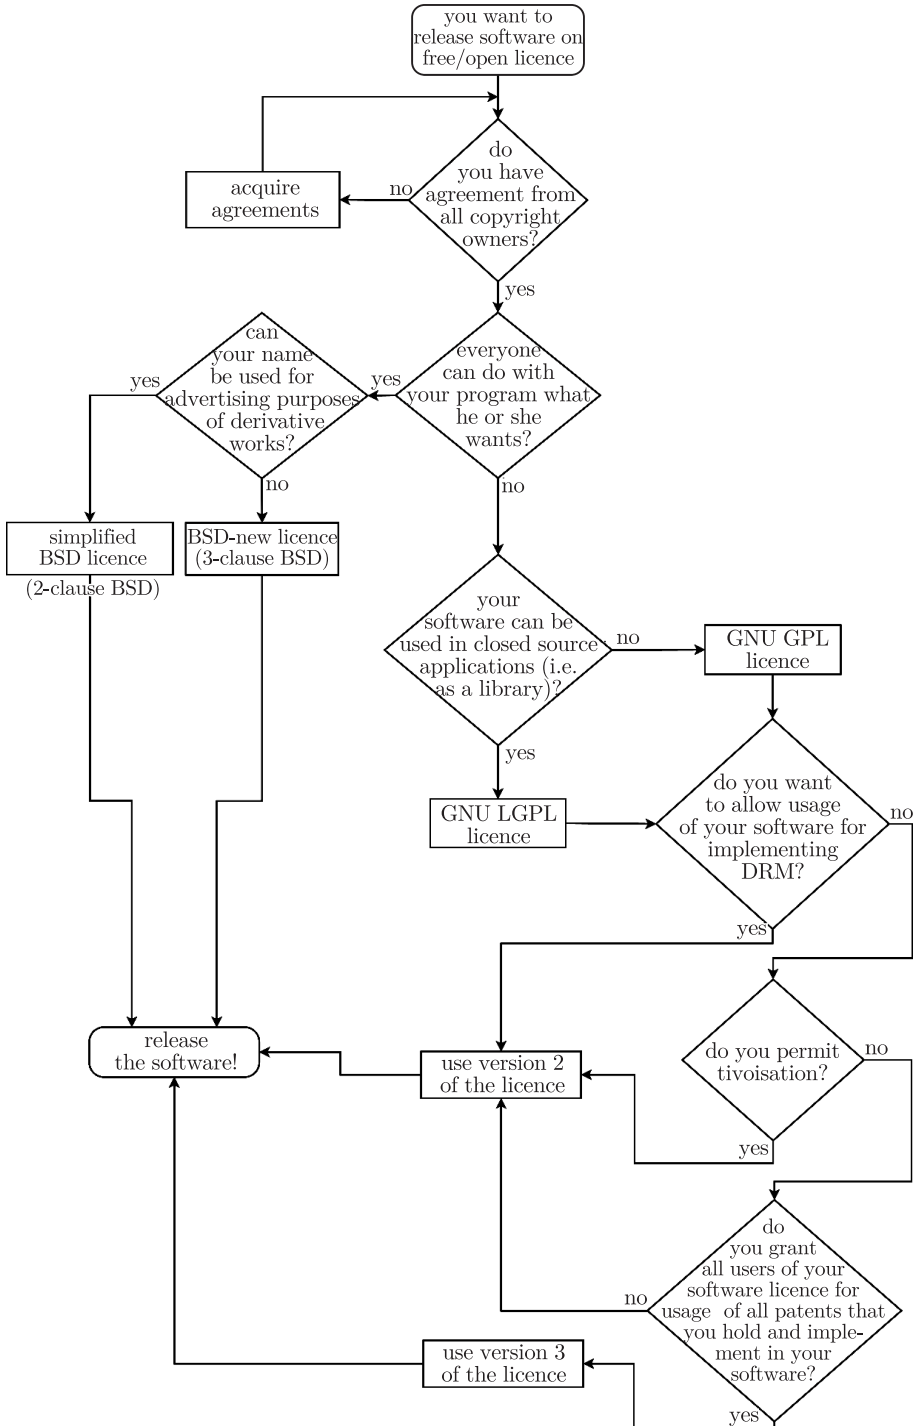 you want to
release software on
free/open licence
do
you have
agreement from
all copyright
owners?
no
acquire
agreements
yes
everyone
can do with
your program what
he or she
wants?
yes
can
your name
be used for
advertising purposes
of derivative
works?
yes
no
simplified
BSD licence
(2-clause BSD)
BSD-new licence
(3-clause BSD)
no
your
software can be
used in closed source
applications (i.e.
as a library)?
no
GNU GPL
licence
yes
GNU LGPL
licence
do you want
to allow usage
of your software for
implementing
DRM?
no
yes
release
the software!
use version 2
of the licence
do you permit
tivoisation?
no
yes
do
you grant
all users of your
software licence for
usage of all patents that
you hold and imple-
ment in your
software?
no
use version 3
of the licence
yes